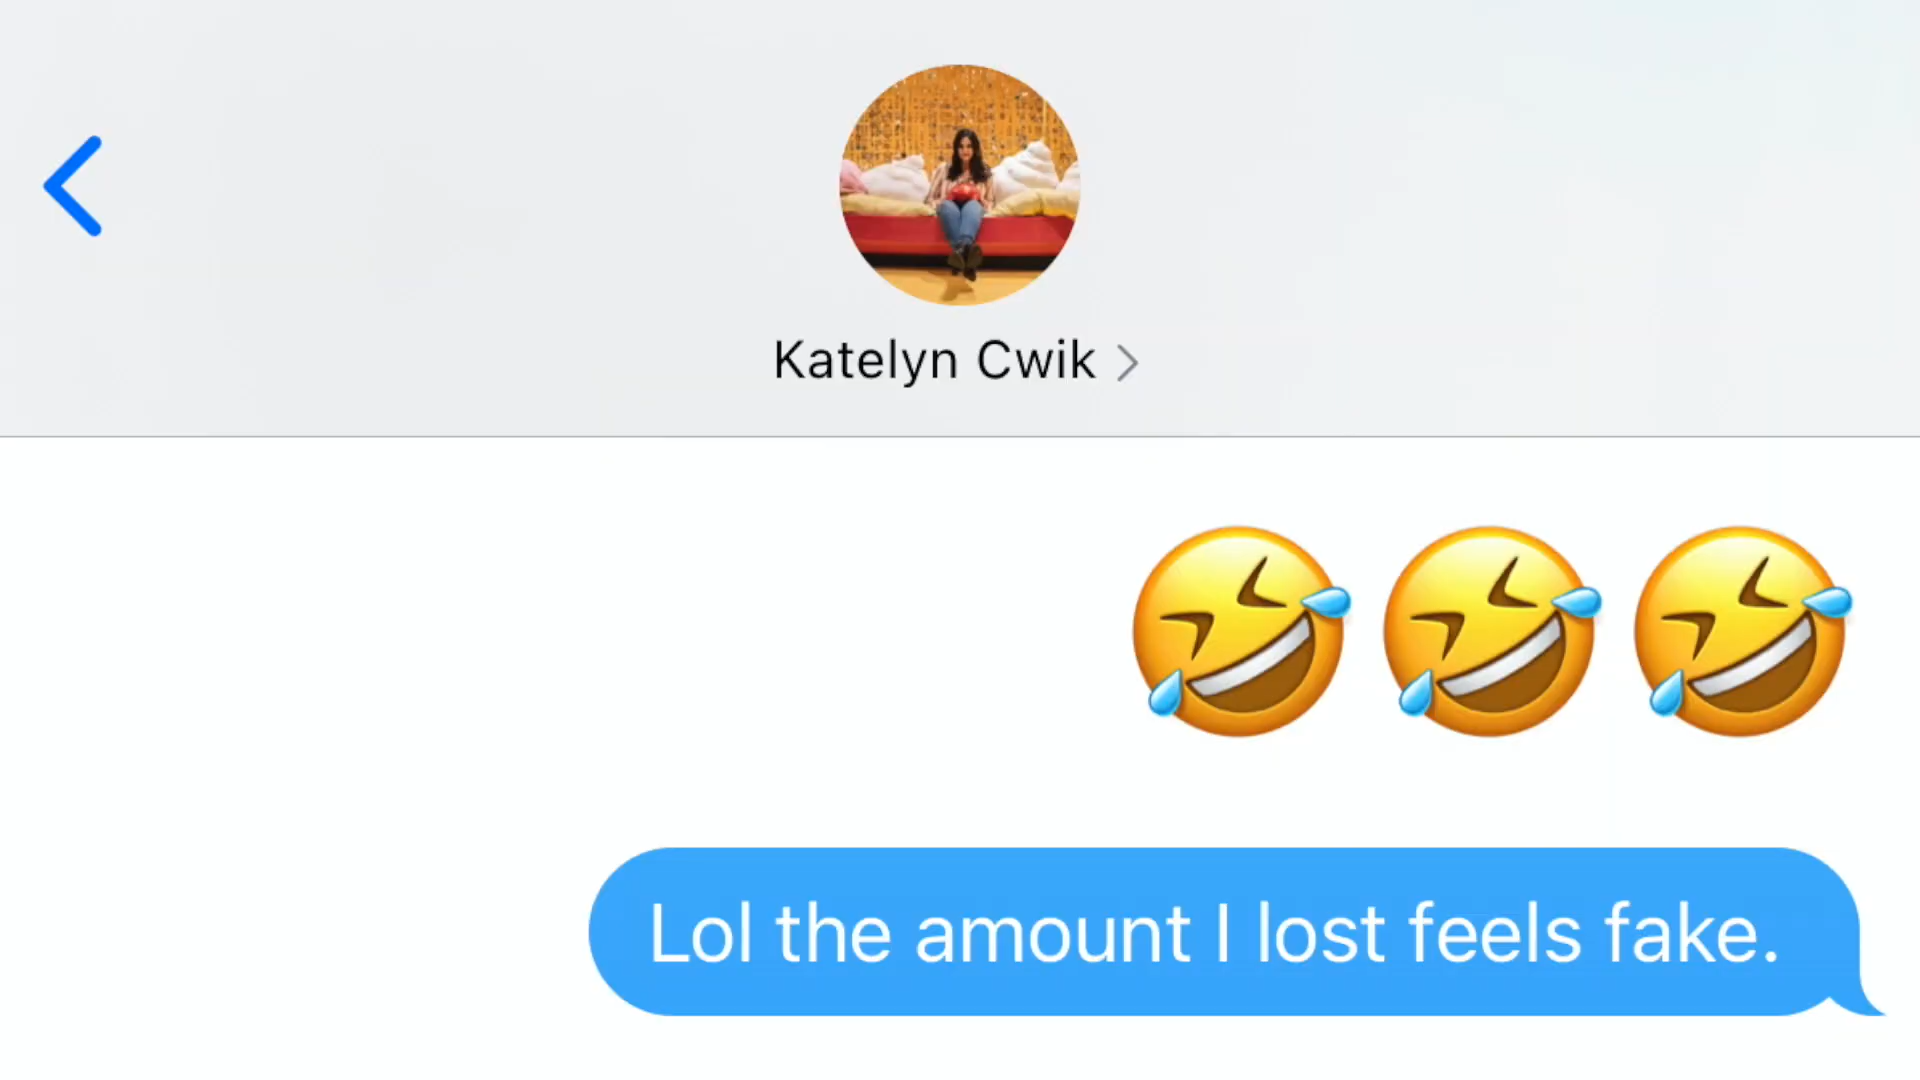 Katelyn Cwik
🤣🤣🤣
Lol the amount I lost feels fake.